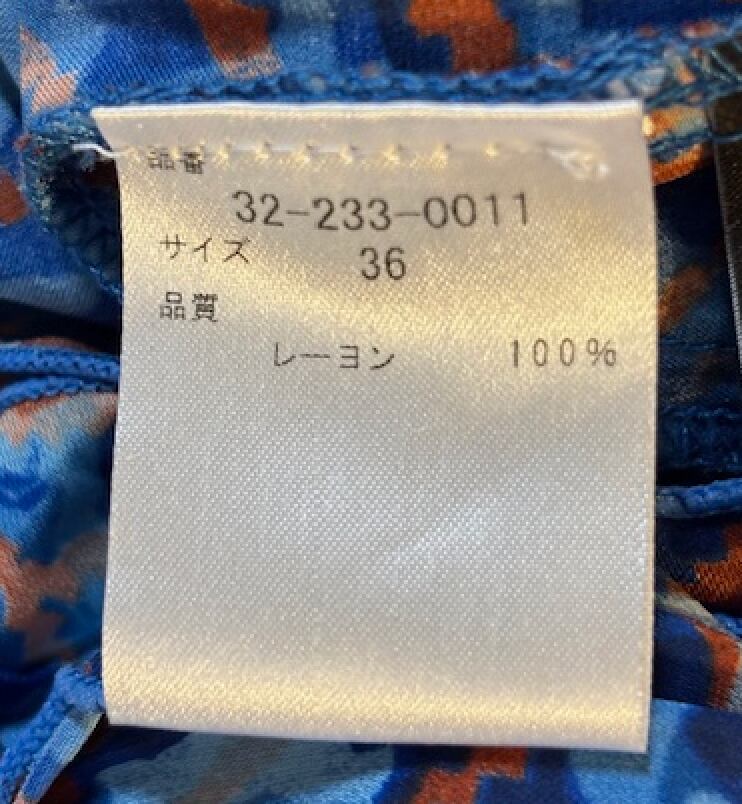 品番
32-233-0011
サイズ 36
品質
レーヨン 100%